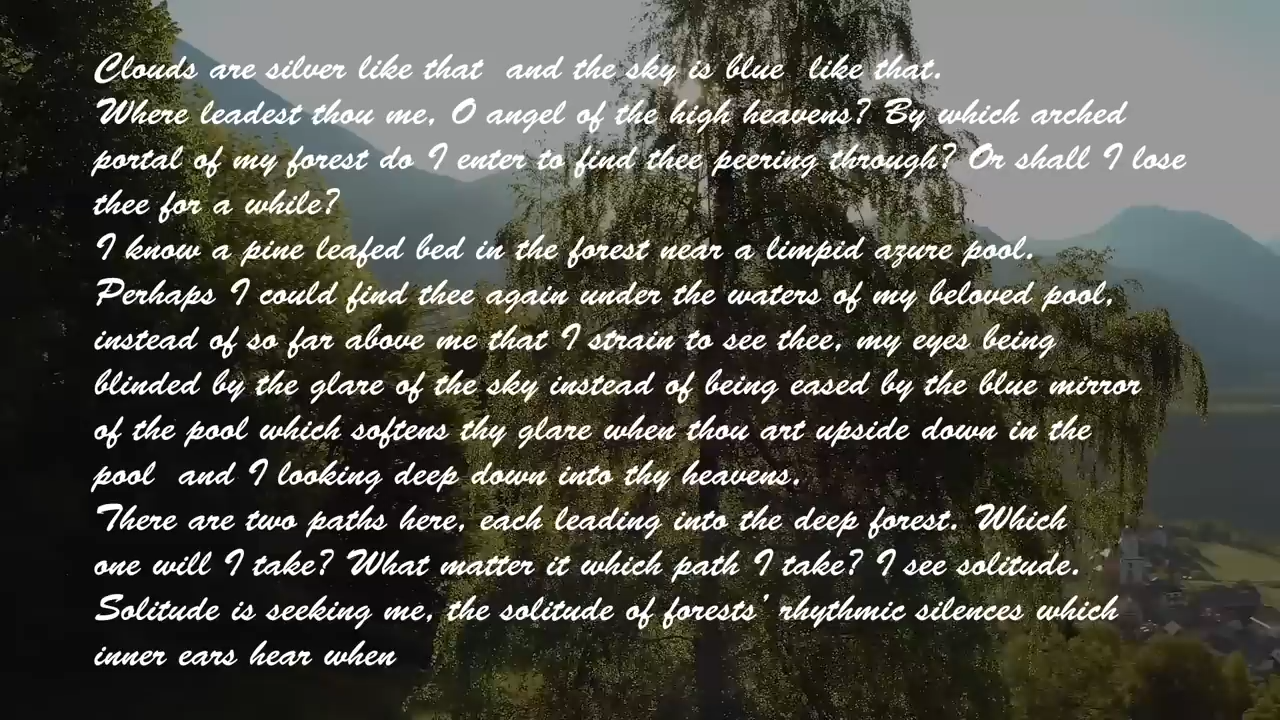 Clouds are silver like that  and the sky is blue  like that.
Where leadest thou me, O angel of the high heavens? By which arched
portal of my forest do I enter to find thee peering through? Or shall I lose
thee for a while?
I know a pine leafed bed in the forest near a limpid azure pool.
Perhaps I could find thee again under the waters of my beloved pool,
instead of so far above me that I strain to see thee, my eyes being
blinded by the glare of the sky instead of being eased by the blue mirror
of the pool which softens thy glare when thou art upside down in the
pool  and I looking deep down into thy heavens.
There are two paths here, each leading into the deep forest. Which
one will I take? What matter it which path I take? I see solitude.
Solitude is seeking me, the solitude of forests’ rhythmic silences which
inner ears hear when